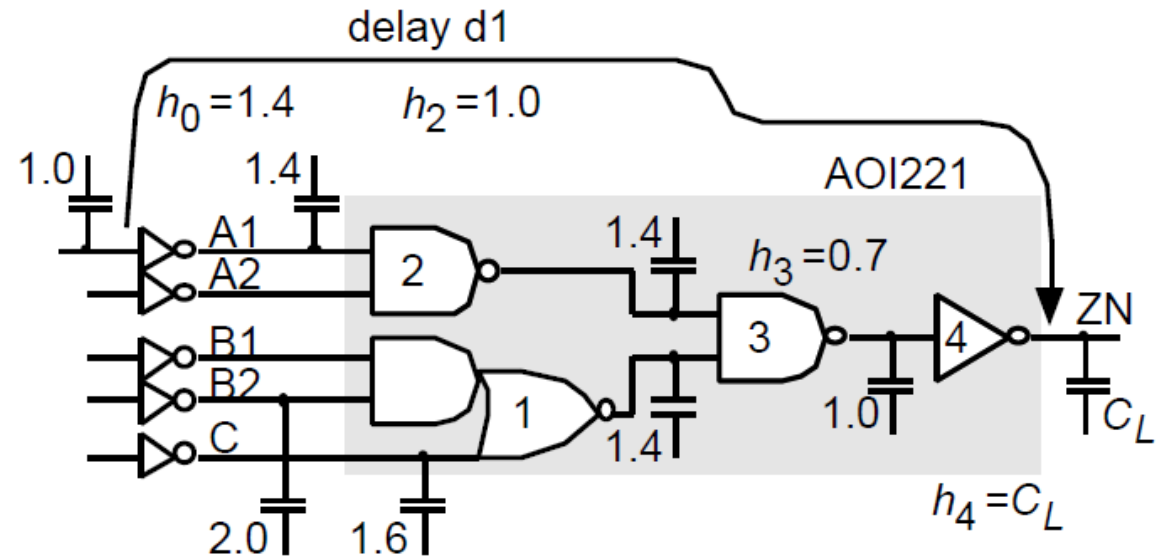 delay d1
h0 =1.4
h2 =1.0
1.0
1.4
AOI221
A1
A2
2
1.4
h3 =0.7
B1
B2
C
1
3
4
ZN
1.4
1.0
CL
2.0
1.6
h4 =CL